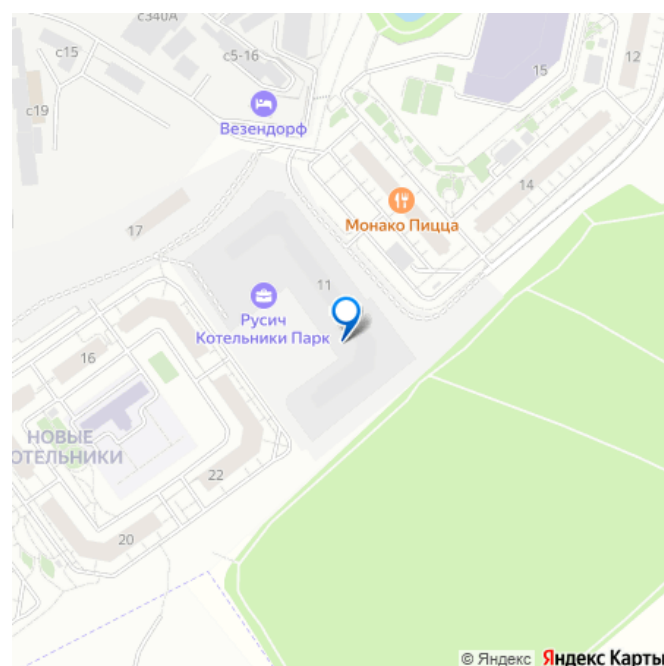 с340А
с15
с5-16
15
12
с19
Везендорф
14
Монако Пицца
17
11
Русич
Котельники Парк
16
НОВЫЕ
ОТЕЛЬНИКИ
22
20
© Яндекс Яндекс Карты